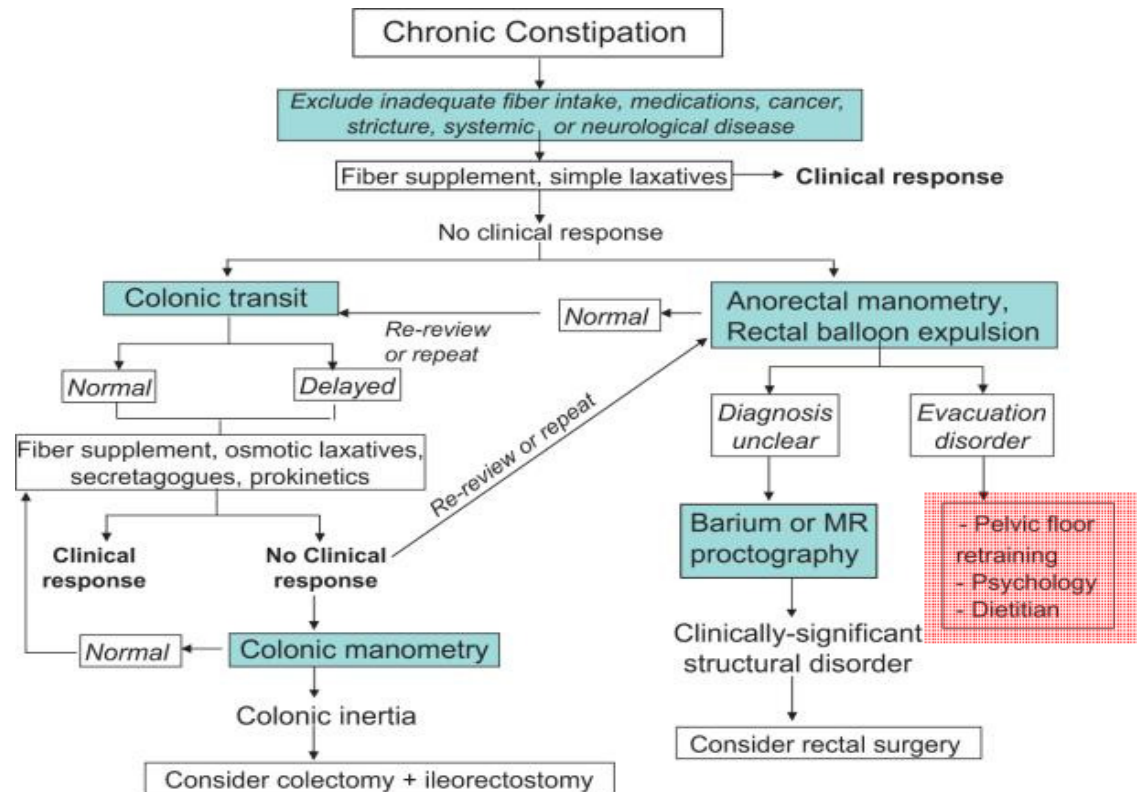 Chronic Constipation
Exclude inadequate fiber intake, medications, cancer,
stricture, systemic or neurological disease
Fiber supplement, simple laxatives
Clinical response
No clinical response
Colonic transit
Normal
Anorectal manometry,
Rectal balloon expulsion
Re-review
or repeat
Normal
Delayed
Diagnosis
unclear
Evacuation
disorder
Fiber supplement, osmotic laxatives,
secretagogues, prokinetics
Re-review or repeat
Clinical
response
No Clinical
response
Barium or MR
proctography
- Pelvic floor
retraining
- Psychology
- Dietitian
Normal
Colonic manometry
Clinically-significant
structural disorder
Colonic inertia
Consider rectal surgery
Consider colectomy + ileorectostomy